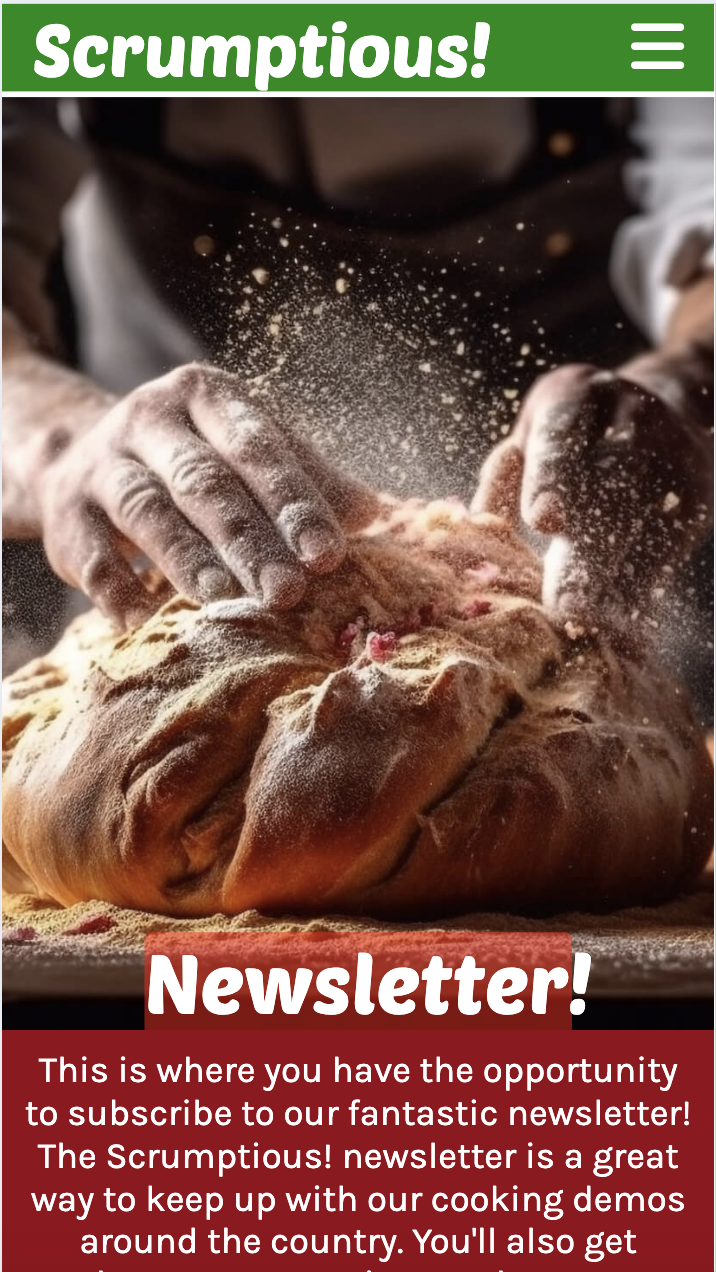 Scrumptious!
Newsletter!
This is where you have the opportunity
to subscribe to our fantastic newsletter!
The Scrumptious! newsletter is a great
way to keep up with our cooking demos
around the country. You'll also get